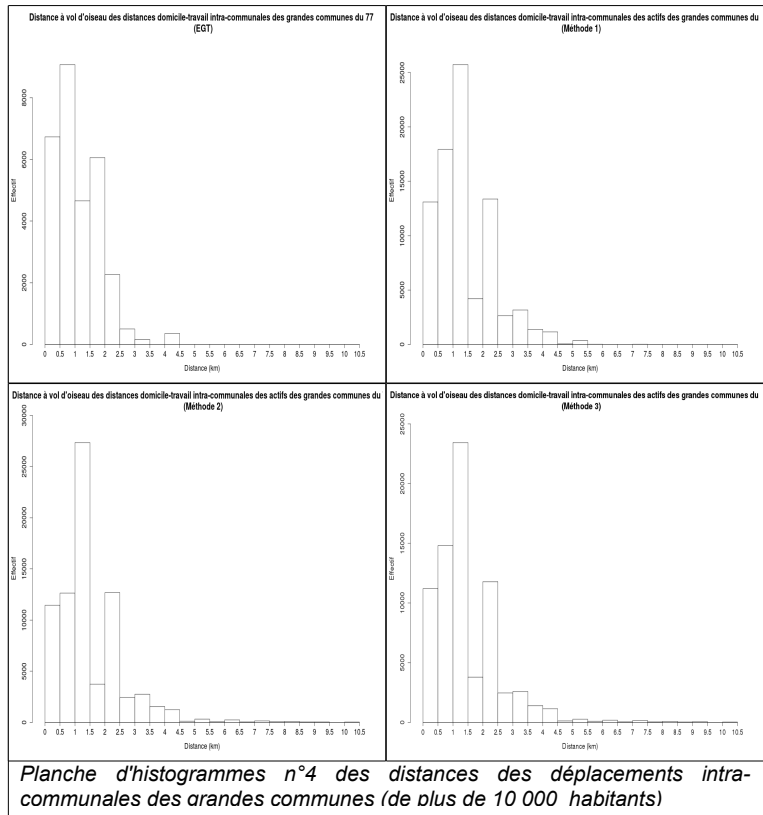 Distance à vol d'oiseau des distances domicile-travail intra-communales des grandes communes du 77
(EGT)
Effectif
8000
6000
4000
2000
0
0 0.5 1 1.5 2 2.5 3 3.5 4 4.5 5 5.5 6 6.5 7 7.5 8 8.5 9 9.5 10 10.5
Distance (km)
Distance à vol d'oiseau des distances domicile-travail intra-communales des actifs des grandes communes du
(Méthode 1)
Effectif
25000
20000
15000
10000
5000
0
0 0.5 1 1.5 2 2.5 3 3.5 4 4.5 5 5.5 6 6.5 7 7.5 8 8.5 9 9.5 10 10.5
Distance (km)
Distance à vol d'oiseau des distances domicile-travail intra-communales des actifs des grandes communes du
(Méthode 2)
Effectif
30000
25000
20000
15000
10000
5000
0
0 0.5 1 1.5 2 2.5 3 3.5 4 4.5 5 5.5 6 6.5 7 7.5 8 8.5 9 9.5 10 10.5
Distance (km)
Distance à vol d'oiseau des distances domicile-travail intra-communales des actifs des grandes communes du
(Méthode 3)
Effectif
25000
20000
15000
10000
5000
0
0 0.5 1 1.5 2 2.5 3 3.5 4 4.5 5 5.5 6 6.5 7 7.5 8 8.5 9 9.5 10 10.5
Distance (km)
Planche d'histogrammes n°4 des distances des déplacements intra-
communales des grandes communes (de plus de 10 000 habitants)